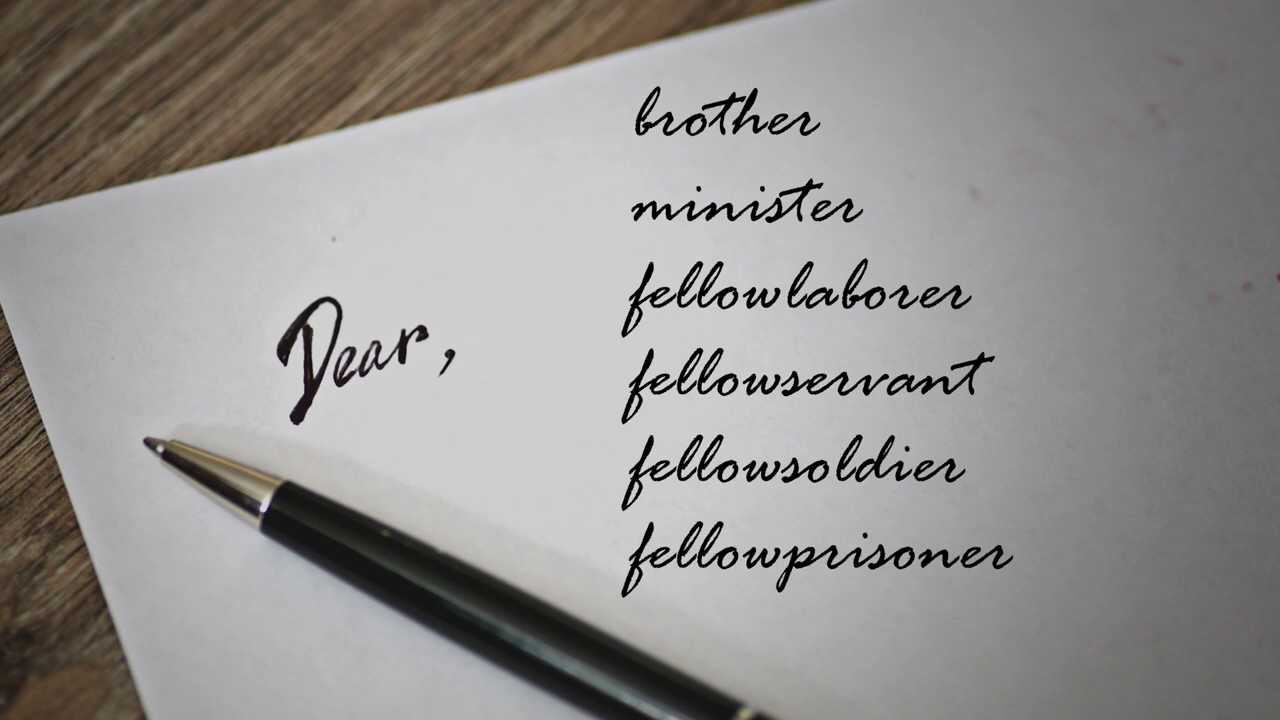 Dear,
brother
minister
fellowlaborer
fellowservant
fellowsoldier
fellowprisoner